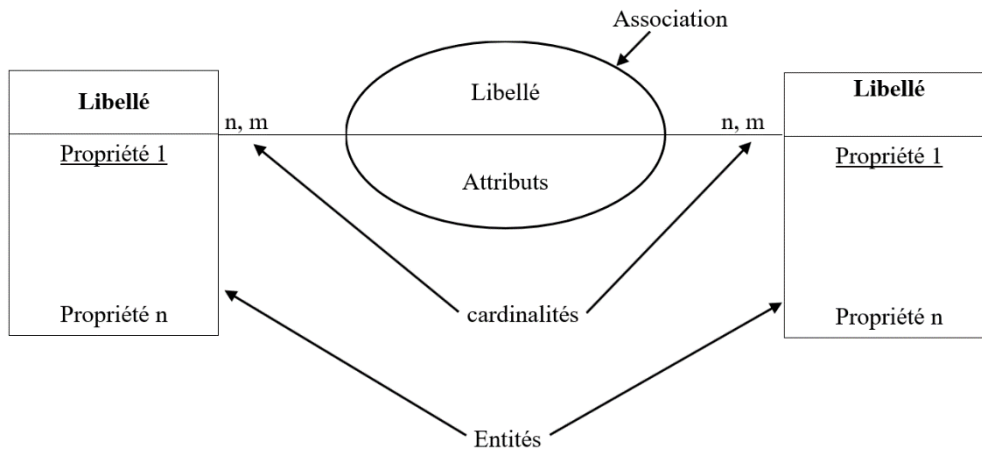 Association
Libellé
Libellé
Libellé
n, m
n, m
Propriété 1
Propriété 1
Attributs
Propriété n
cardinalités
Propriété n
Entités